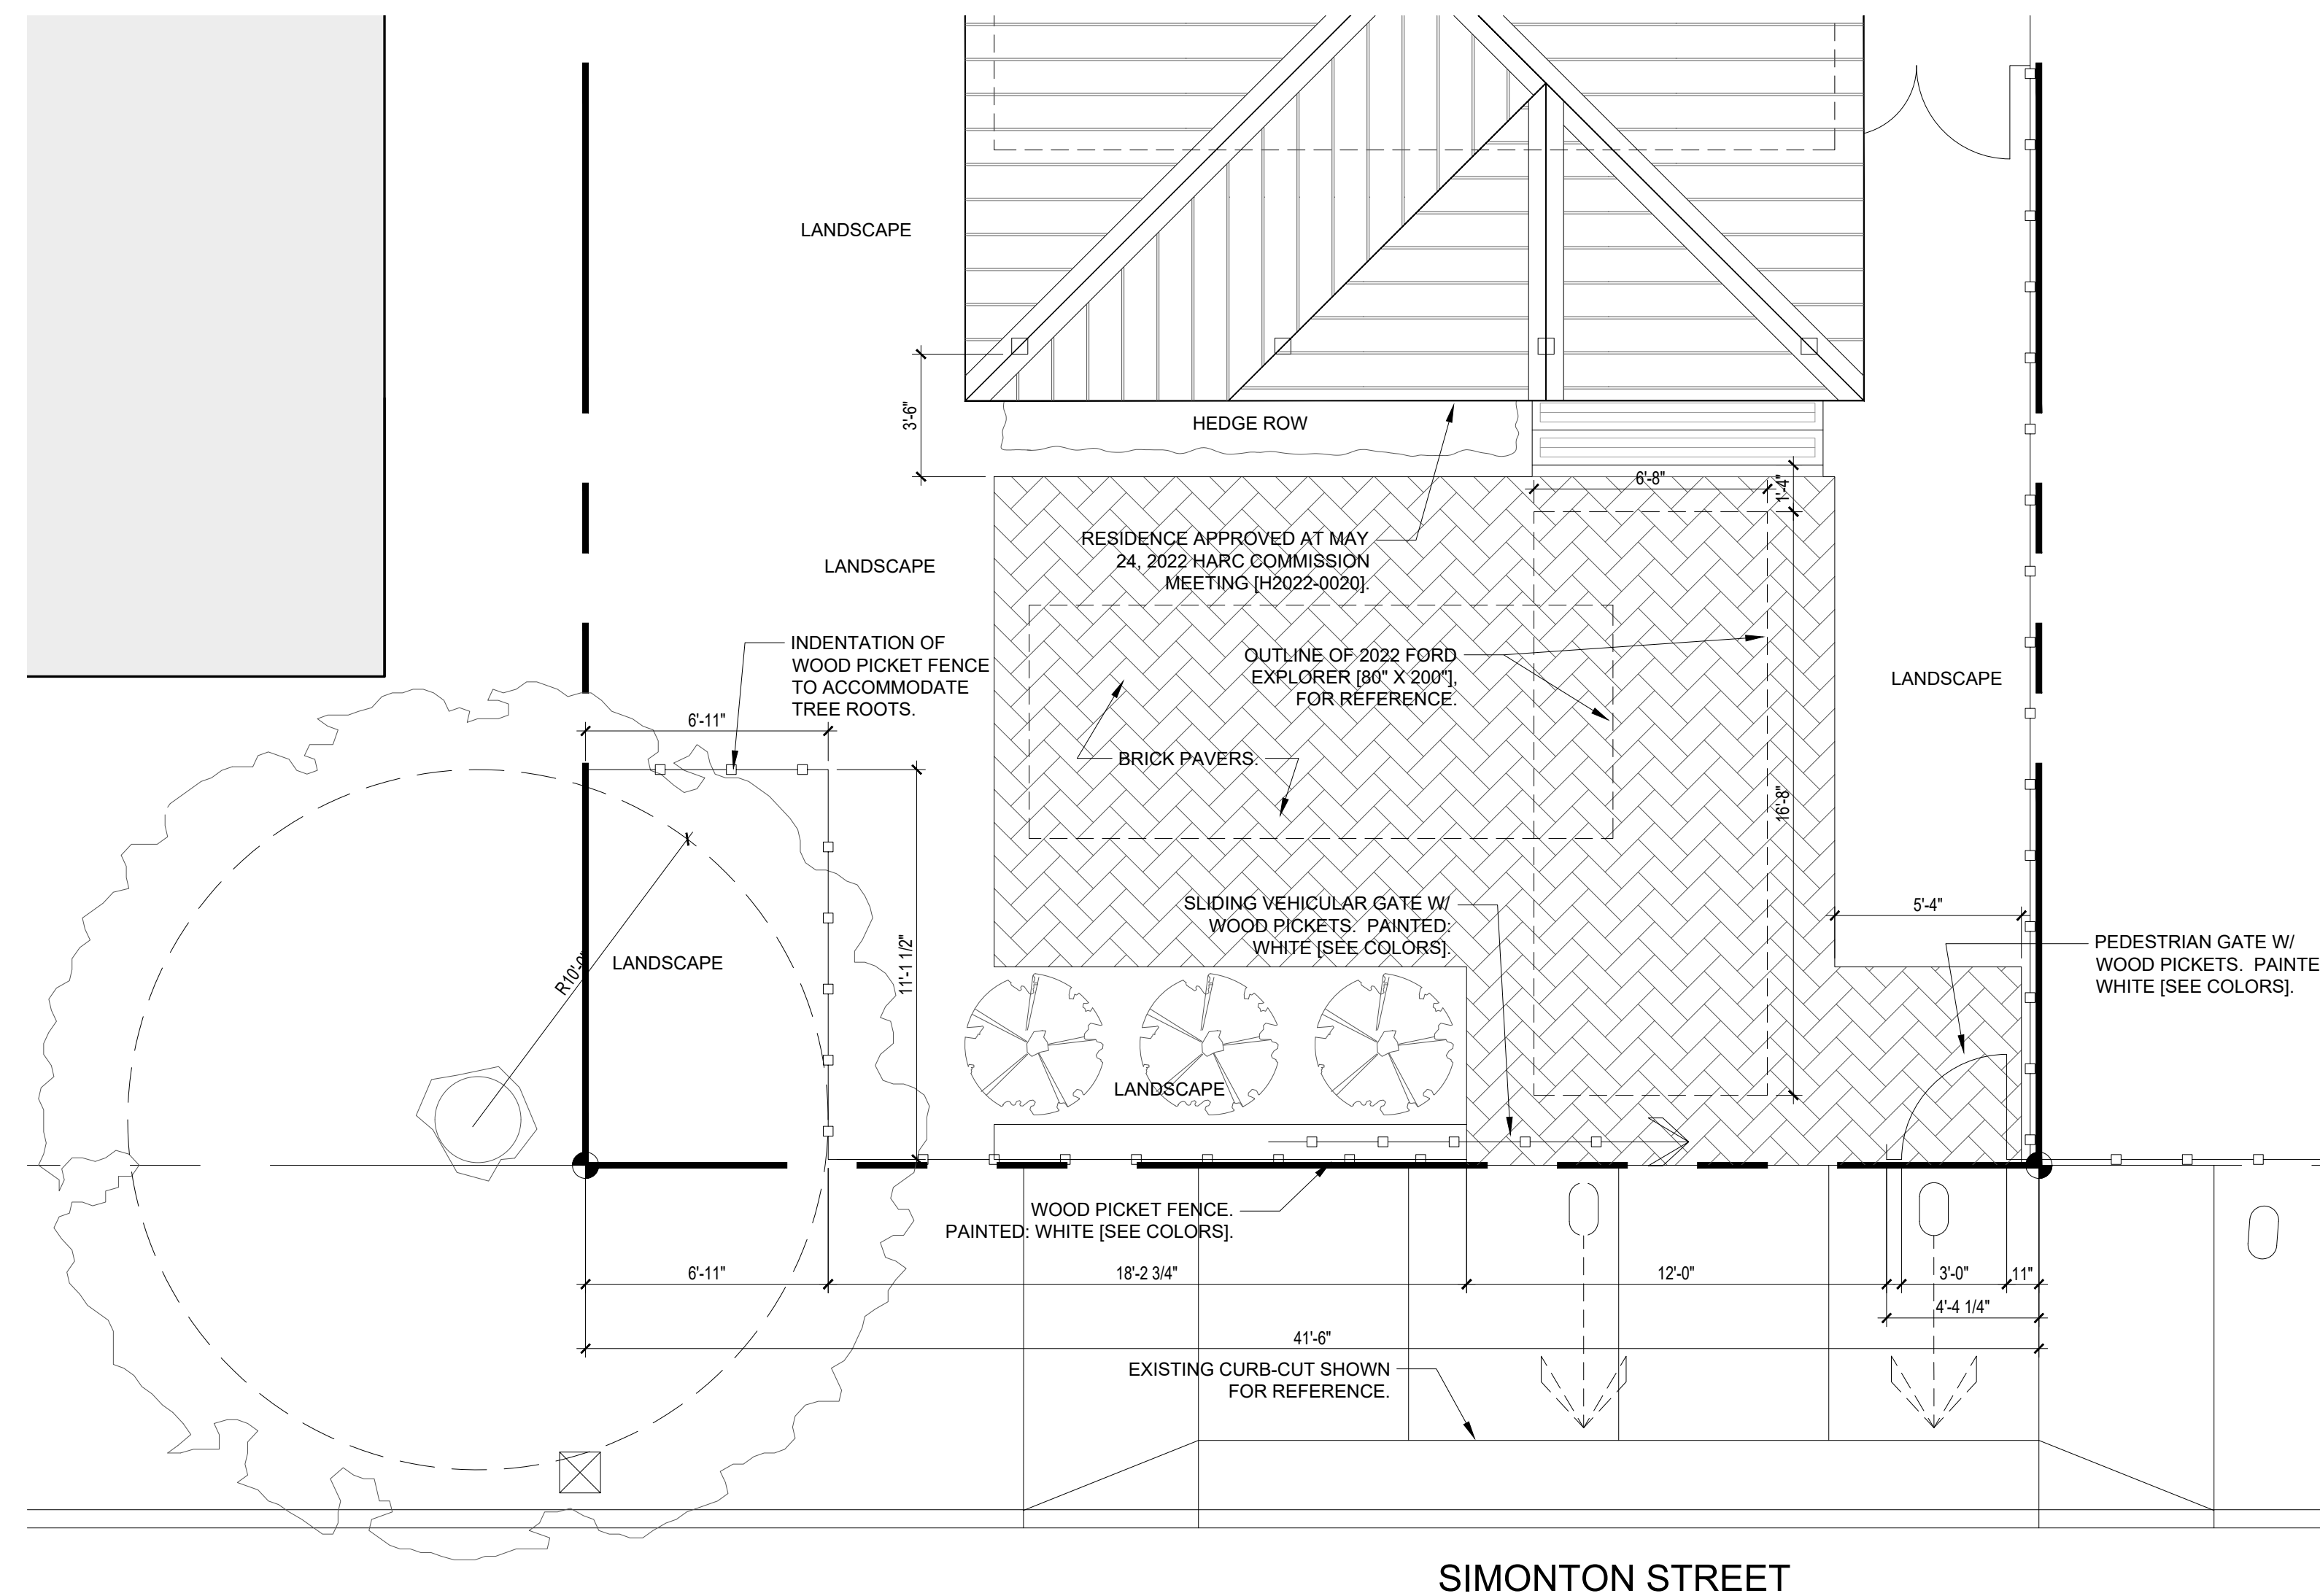 LANDSCAPE
3'-6"
HEDGE ROW
6'-8"
1'-4"
RESIDENCE APPROVED AT MAY
24, 2022 HARC COMMISSION
MEETING [H2022-0020].
LANDSCAPE
INDENTATION OF
WOOD PICKET FENCE
TO ACCOMMODATE
TREE ROOTS.
OUTLINE OF 2022 FORD
EXPLORER [80" X 200"],
FOR REFERENCE.
LANDSCAPE
6'-11"
BRICK PAVERS.
16'-8"
SLIDING VEHICULAR GATE W/
WOOD PICKETS.  PAINTED:
WHITE [SEE COLORS].
5'-4"
PEDESTRIAN GATE W/
WOOD PICKETS.  PAINTE
WHITE [SEE COLORS].
LANDSCAPE
R10'-0"
11'-1 1/2"
LANDSCAPE
WOOD PICKET FENCE.
PAINTED: WHITE [SEE COLORS].
6'-11"
18'-2 3/4"
12'-0"
3'-0"
11"
4'-4 1/4"
41'-6"
EXISTING CURB-CUT SHOWN
FOR REFERENCE.
SIMONTON STREET